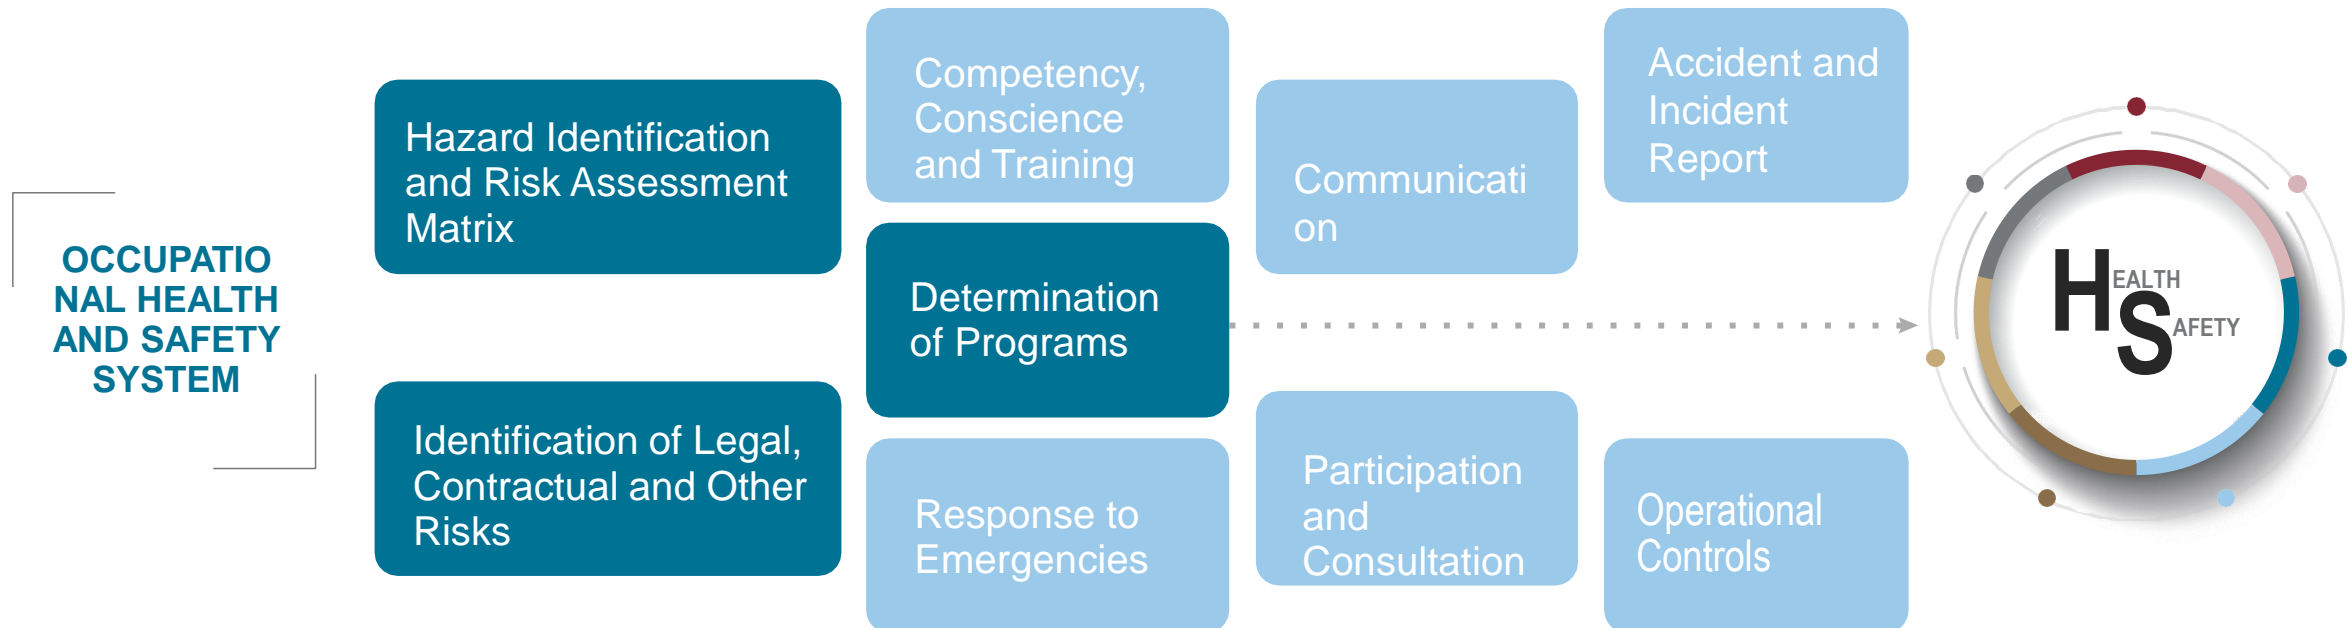 OCCUPATIO
NAL HEALTH
AND SAFETY
SYSTEM
Hazard Identification
and Risk Assessment
Matrix
Identification of Legal,
Contractual and Other
Risks
Competency,
Conscience
and Training
Determination
of Programs
Response to
Emergencies
Communicati
on
Participation
and
Consultation
Accident and
Incident
Report
Operational
Controls
HEALTH
SAFETY